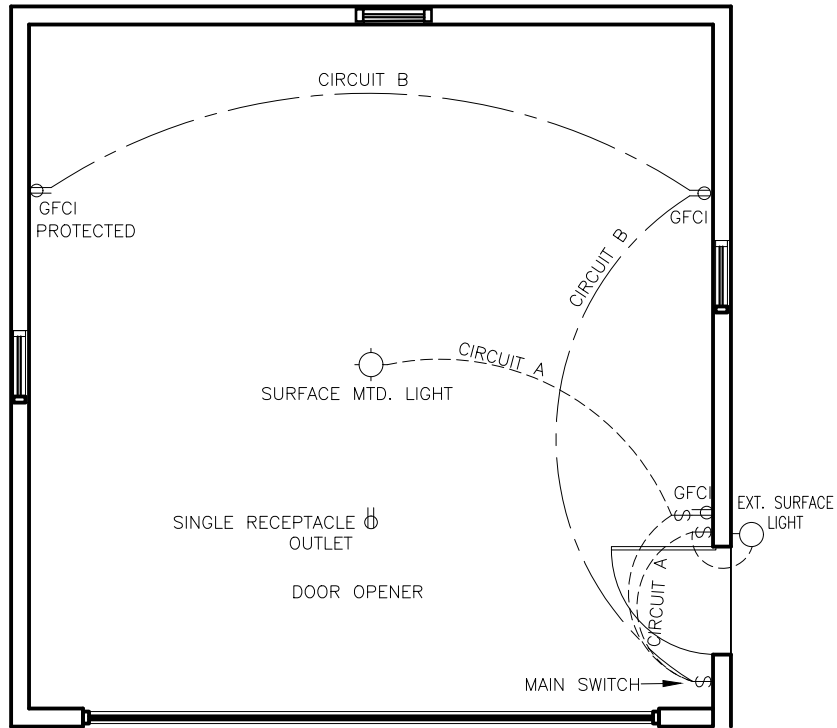 CIRCUIT B
GFCI
PROTECTED
GFCI
CIRCUIT B
CIRCUIT A
SURFACE MTD. LIGHT
GFCI
S
EXT. SURFACE
LIGHT
S
SINGLE RECEPTACLE
OUTLET
DOOR OPENER
CIRCUIT A
MAIN SWITCH
S